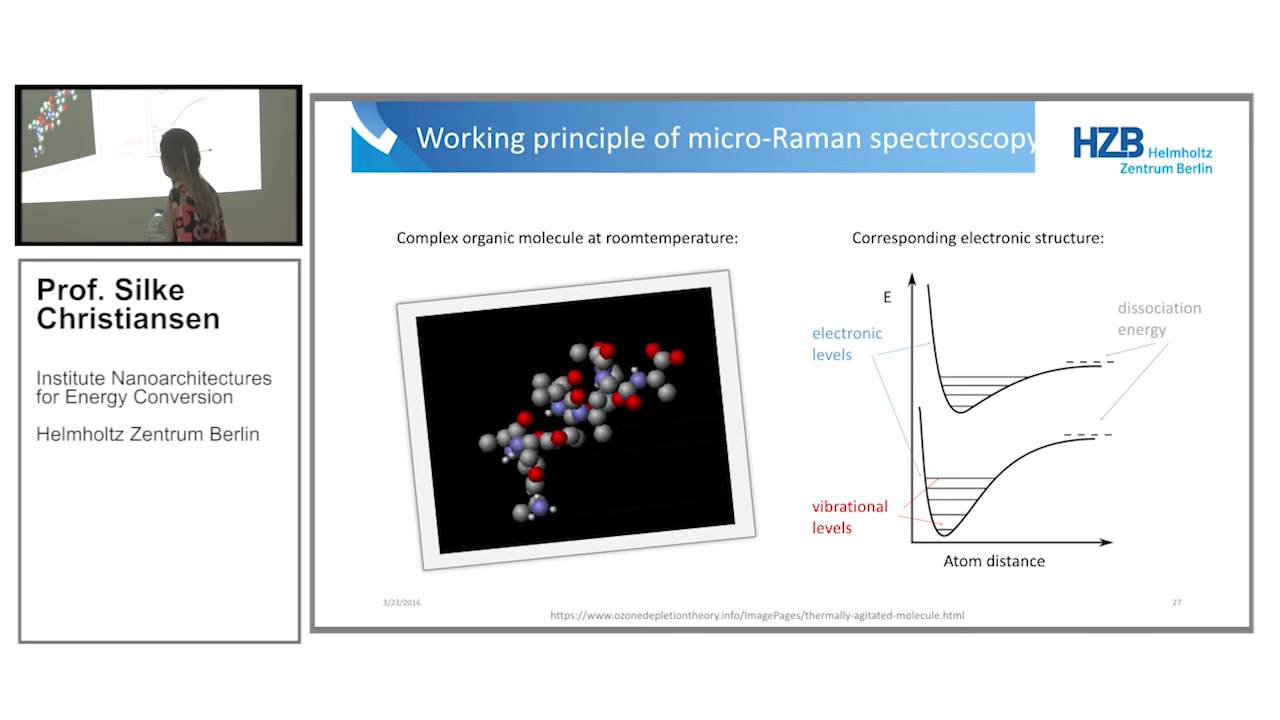 Working principle of micro-Raman spectroscopy
HZB Helmholtz
Zentrum Berlin
Prof. Silke
Christiansen
Institute Nanoarchitectures
for Energy Conversion
Helmholtz Zentrum Berlin
Complex organic molecule at roomtemperature:
Corresponding electronic structure:
E
electronic
levels
dissociation
energy
vibrational
levels
Atom distance
3/23/2016
https://www.ozonedepletiontheory.info/ImagePages/thermally-agitated-molecule.html
27